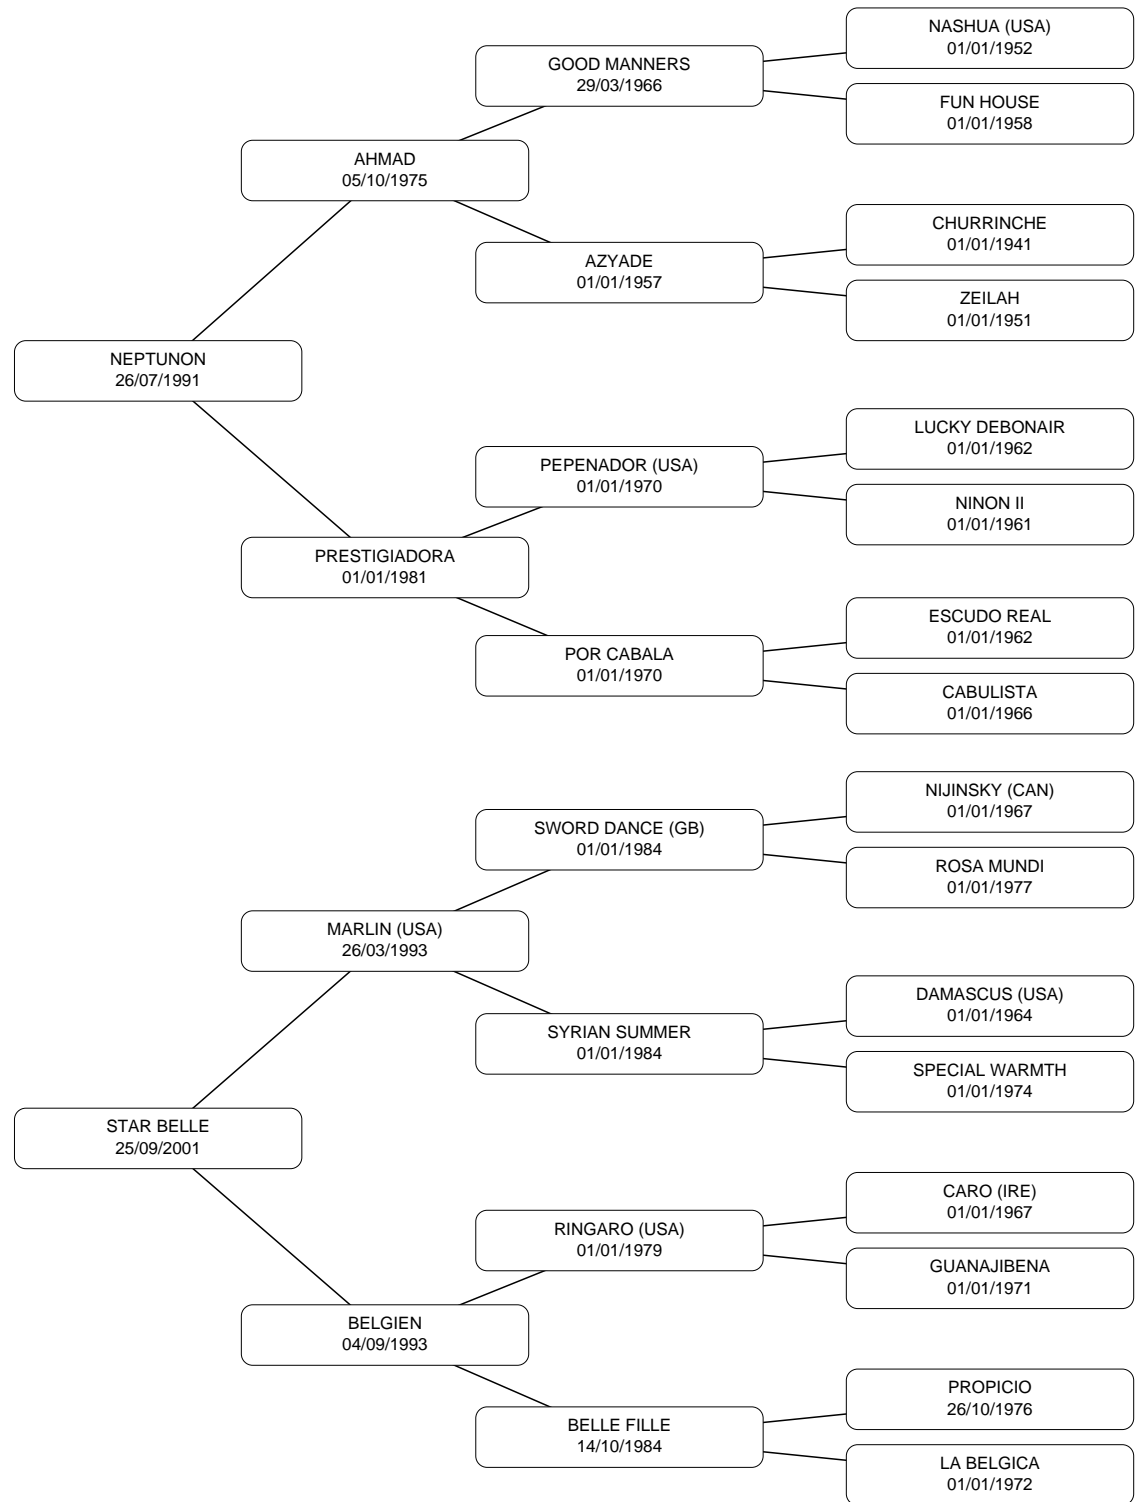 NASHUA (USA)
01/01/1952
GOOD MANNERS
29/03/1966
FUN HOUSE
01/01/1958
AHMAD
05/10/1975
CHURRINCHE
01/01/1941
AZYADE
01/01/1957
ZEILAH
01/01/1951
NEPTUNON
26/07/1991
LUCKY DEBONAIR
01/01/1962
PEPENADOR (USA)
01/01/1970
NINON II
01/01/1961
PRESTIGIADORA
01/01/1981
ESCUDO REAL
01/01/1962
POR CABALA
01/01/1970
CABULISTA
01/01/1966
NIJINSKY (CAN)
01/01/1967
SWORD DANCE (GB)
01/01/1984
ROSA MUNDI
01/01/1977
MARLIN (USA)
26/03/1993
DAMASCUS (USA)
01/01/1964
SYRIAN SUMMER
01/01/1984
SPECIAL WARMTH
01/01/1974
STAR BELLE
25/09/2001
CARO (IRE)
01/01/1967
RINGARO (USA)
01/01/1979
GUANAJIBENA
01/01/1971
BELGIEN
04/09/1993
PROPICIO
26/10/1976
BELLE FILLE
14/10/1984
LA BELGICA
01/01/1972